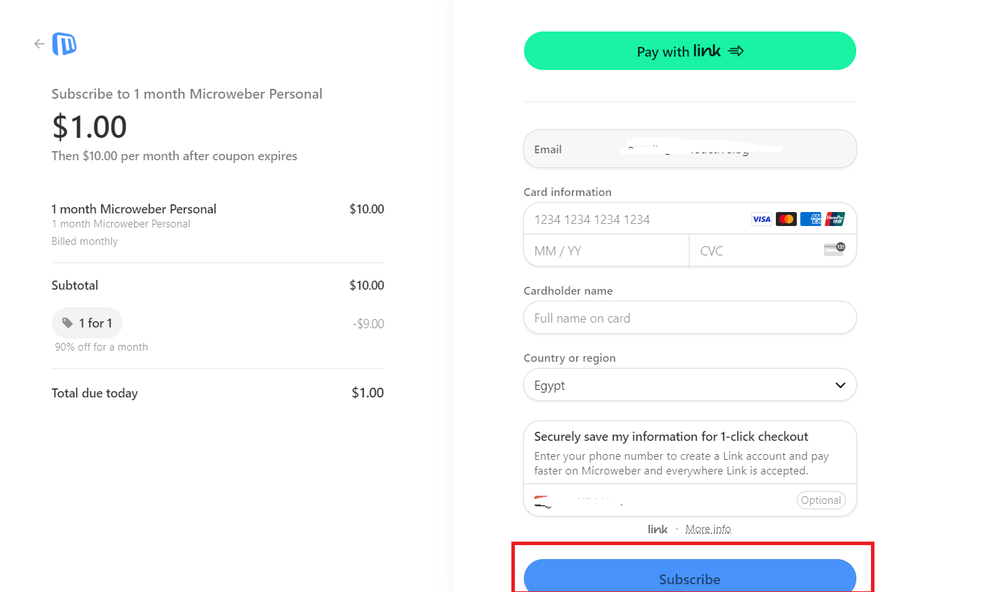 Subscribe to 1 month Microweber Personal
$1.00
Then $10.00 per month after coupon expires
1 month Microweber Personal $10.00
1 month Microweber Personal
Billed monthly
Subtotal $10.00
1 for 1 -$9.00
90% off for a month
Total due today $1.00
Pay with link
Email
Card information
1234 1234 1234 1234 VISA AM EX UnionPay
MM / YY CVC 135
Cardholder name
Full name on card
Country or region
Egypt
Securely save my information for 1-click checkout
Enter your phone number to create a Link account and pay
faster on Microweber and everywhere Link is accepted.
Optional
link · More info
Subscribe